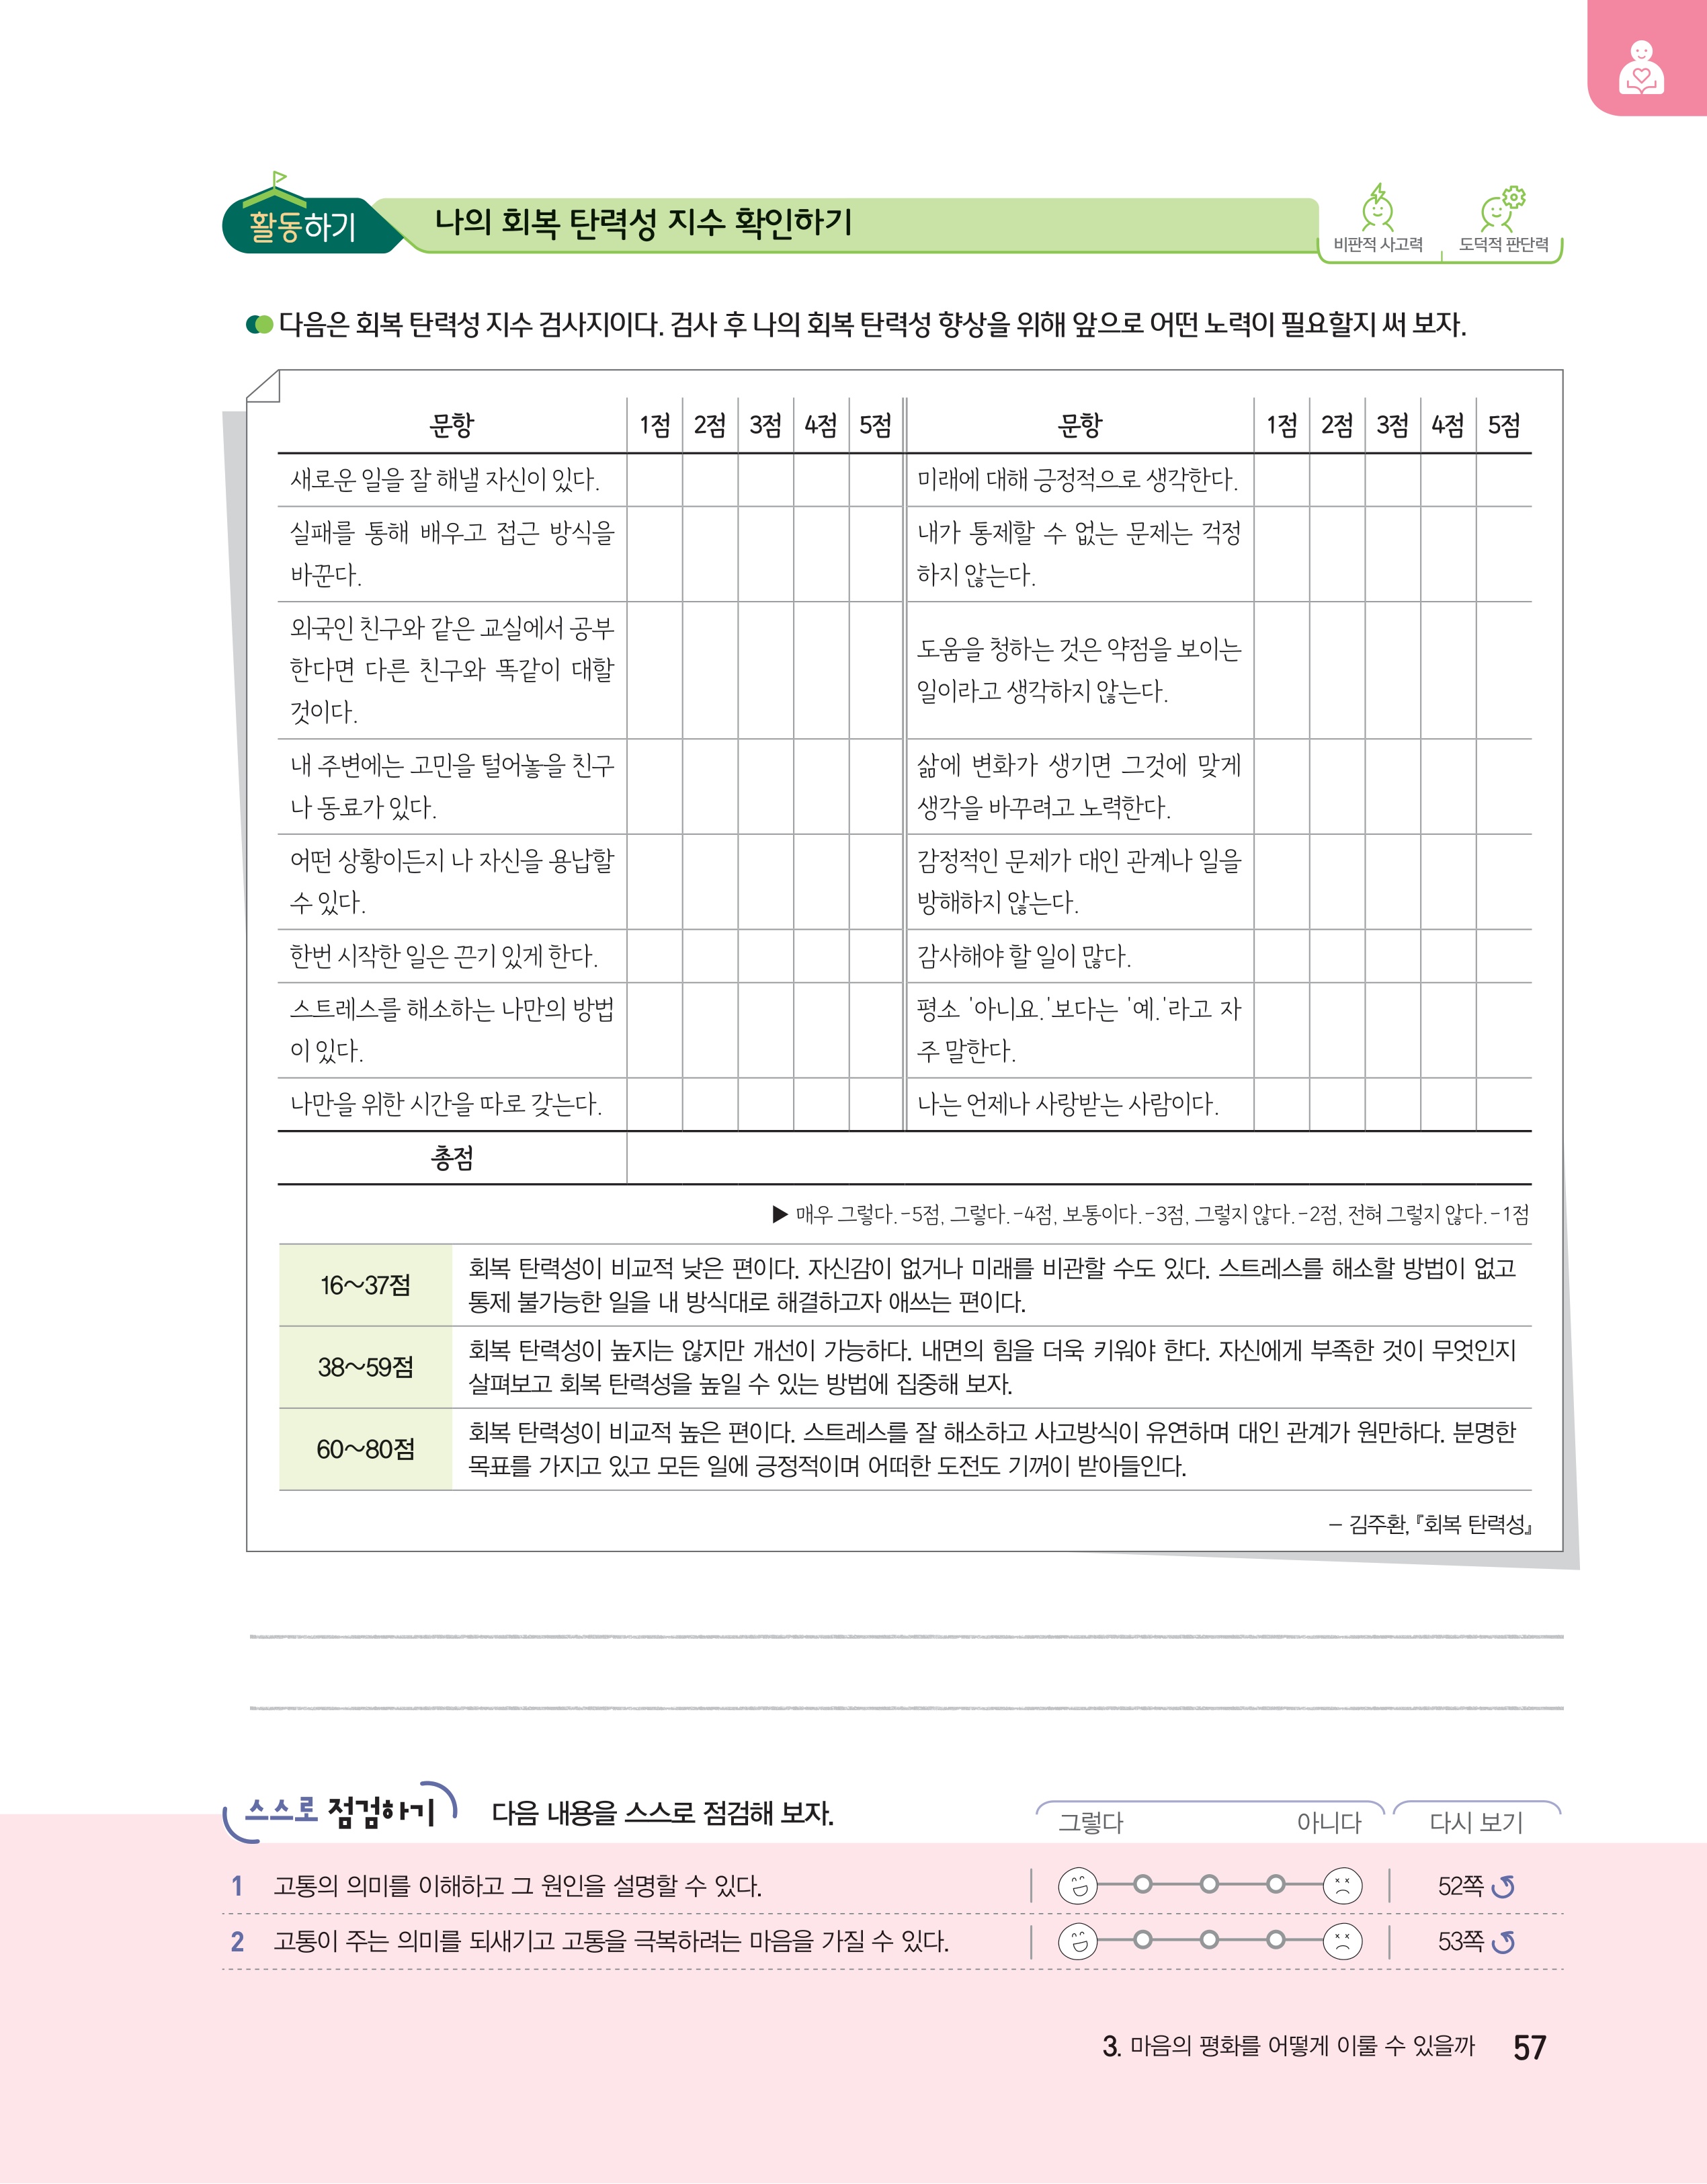 활동하기
나의 회복 탄력성 지수 확인하기
비판적 사고력
도덕적 판단력
다음은 회복 탄력성 지수 검사지이다. 검사 후 나의 회복 탄력성 향상을 위해 앞으로 어떤 노력이 필요할지 써 보자.
문항 1점 2점 3점 4점 5점 문항 1점 2점 3점 4점 5점
새로운 일을 잘 해낼 자신이 있다.
미래에 대해 긍정적으로 생각한다.
실패를 통해 배우고 접근 방식을
바꾼다.
내가 통제할 수 없는 문제는 걱정
하지 않는다.
외국인 친구와 같은 교실에서 공부
한다면 다른 친구와 똑같이 대할
것이다.
도움을 청하는 것은 약점을 보이는
일이라고 생각하지 않는다.
내 주변에는 고민을 털어놓을 친구
나 동료가 있다.
삶에 변화가 생기면 그것에 맞게
생각을 바꾸려고 노력한다.
어떤 상황이든지 나 자신을 용납할
수 있다.
감정적인 문제가 대인 관계나 일을
방해하지 않는다.
한번 시작한 일은 끈기 있게 한다.
감사해야 할 일이 많다.
스트레스를 해소하는 나만의 방법
이 있다.
평소 '아니요.'보다는 '예.'라고 자
주 말한다.
나만을 위한 시간을 따로 갖는다.
나는 언제나 사랑받는 사람이다.
총점
▶ 매우 그렇다.-5점, 그렇다.-4점, 보통이다.-3점, 그렇지 않다.-2점, 전혀 그렇지 않다.-1점
16~37점
회복 탄력성이 비교적 낮은 편이다. 자신감이 없거나 미래를 비관할 수도 있다. 스트레스를 해소할 방법이 없고
통제 불가능한 일을 내 방식대로 해결하고자 애쓰는 편이다.
38~59점
회복 탄력성이 높지는 않지만 개선이 가능하다. 내면의 힘을 더욱 키워야 한다. 자신에게 부족한 것이 무엇인지
살펴보고 회복 탄력성을 높일 수 있는 방법에 집중해 보자.
60~80점
회복 탄력성이 비교적 높은 편이다. 스트레스를 잘 해소하고 사고방식이 유연하며 대인 관계가 원만하다. 분명한
목표를 가지고 있고 모든 일에 긍정적이며 어떠한 도전도 기꺼이 받아들인다.
- 김주환, 『회복 탄력성』
스스로 점검하기 다음 내용을 스스로 점검해 보자.
그렇다 아니다 다시 보기
1 고통의 의미를 이해하고 그 원인을 설명할 수 있다. 52쪽
2 고통이 주는 의미를 되새기고 고통을 극복하려는 마음을 가질 수 있다. 53쪽
3. 마음의 평화를 어떻게 이룰 수 있을까 57